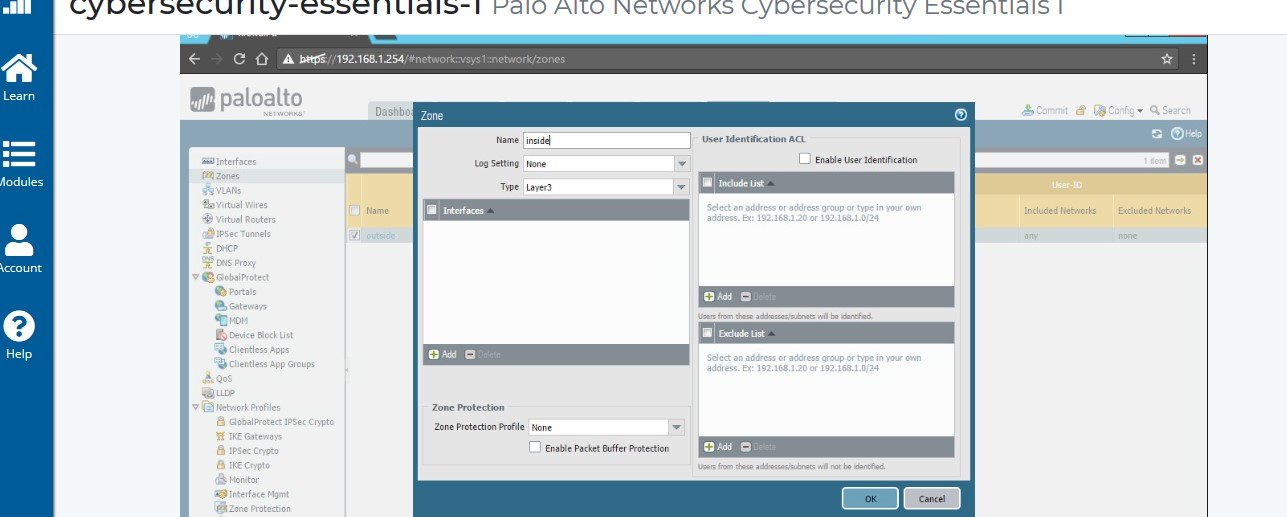 cybersecurity-essentials-1 Palo Alto Networks Cybersecurity Essentials I
https://192.168.1.254/#network::vsys1::network/zones
Learn
Modules
Account
Help
paloalto
NETWORKS
Dashbo
Commit
Config
Search
Help
Interfaces
Zones
VLANs
Virtual Wires
Virtual Routers
IPSec Tunnels
DHCP
DNS Proxy
GlobalProtect
Portals
Gateways
MDM
Device Block List
Clientless Apps
Clientless App Groups
QoS
LLDP
Network Profiles
GlobalProtect IPSec Crypto
IKE Gateways
IPSec Crypto
IKE Crypto
Monitor
Interface Mgmt
Zone Protection
Name
outside
Zone
Name inside
Log Setting None
Type Layer3
Interfaces
Add Delete
Zone Protection
Zone Protection Profile None
Enable Packet Buffer Protection
User Identification ACL
Enable User Identification
Include List
Select an address or address group or type in your own
address. Ex: 192.168.1.20 or 192.168.1.0/24
Add Delete
Users from these addresses/subnets will be identified.
Exclude List
Select an address or address group or type in your own
address. Ex: 192.168.1.20 or 192.168.1.0/24
Add Delete
Users from these addresses/subnets will not be identified.
OK Cancel
1 item
User-ID
Included Networks Excluded Networks
any none